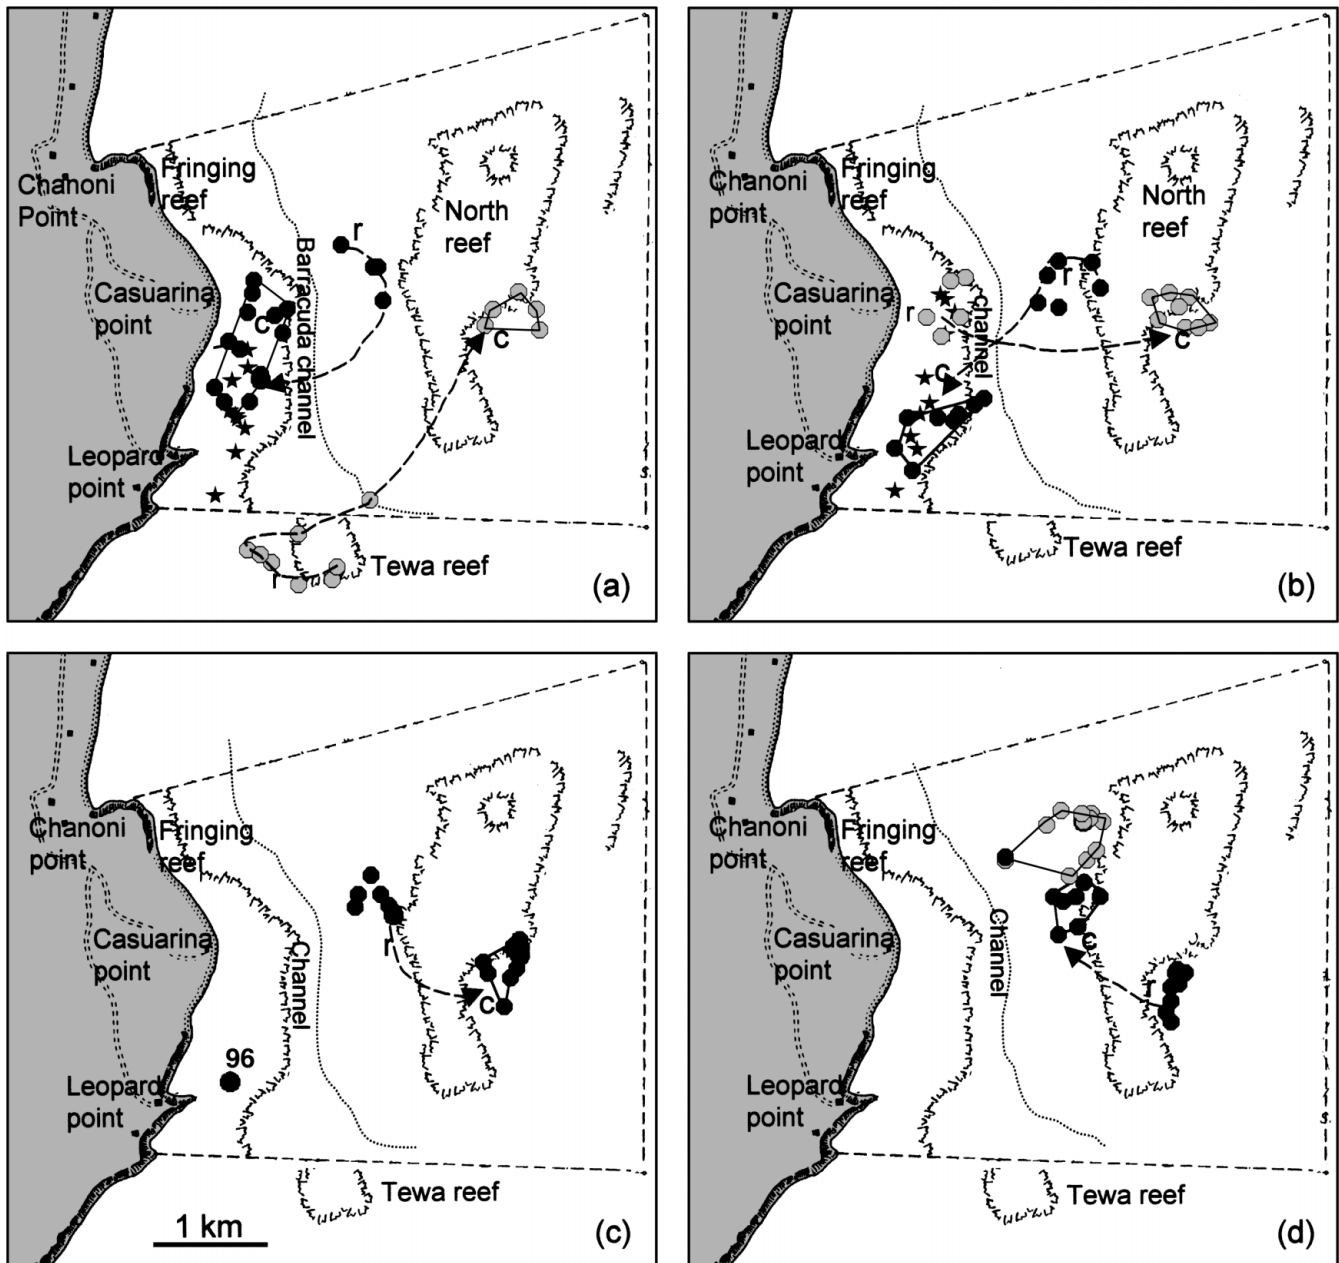 Chanoni
Point
Fringing
reef
Casuarina
point
Leopard
point
Barracuda channel
North
reef
Tewa reef
r
c
r
c
(a)
Chanoni
point
Fringing
reef
Casuarina
point
Leopard
point
channel
North
reef
Tewa reef
r
c
r
c
(b)
Chanoni
point
Fringing
reef
Casuarina
point
Leopard
point
Channel
96
r
c
Tewa reef
1 km
(c)
Chanoni
point
Fringing
reef
Casuarina
point
Leopard
point
Channel
c
r
Tewa reef
(d)